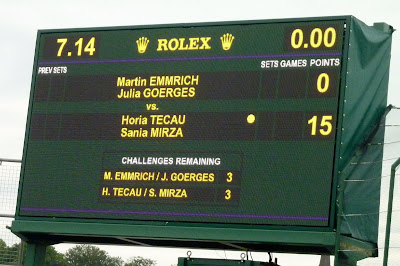 7.14 ROLEX 0.00
PREV SETS SETS GAMES POINTS
Martin EMMRICH
Julia GOERGES 0
vs.
Horia TECAU
Sania MIRZA 15
CHALLENGES REMAINING
M. EMMRICH / J. GOERGES 3
H. TECAU / S. MIRZA 3